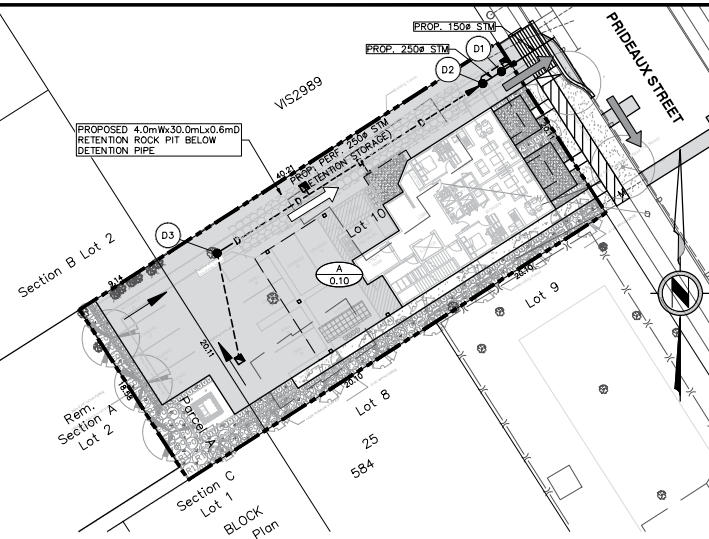 PROP. 150ø STM
PROP. 250ø STM
D1
D2
PRIDEAUX STREET
VIS2989
PROPOSED 4.0mWx30.0mLx0.6mD
RETENTION ROCK PIT BELOW
DETENTION PIPE
40.21
PROP. PERF. 250ø STM
(DETENTION STORAGE)
D
D
D
D3
Lot 10
A
0.10
Section B Lot 2
9.14
20.10
Lot 9
20.11
20.10
Rem.
Section A
Lot 2
Parcel A
Lot 8
25
584
Section C
Lot 1
BLOCK
Plan